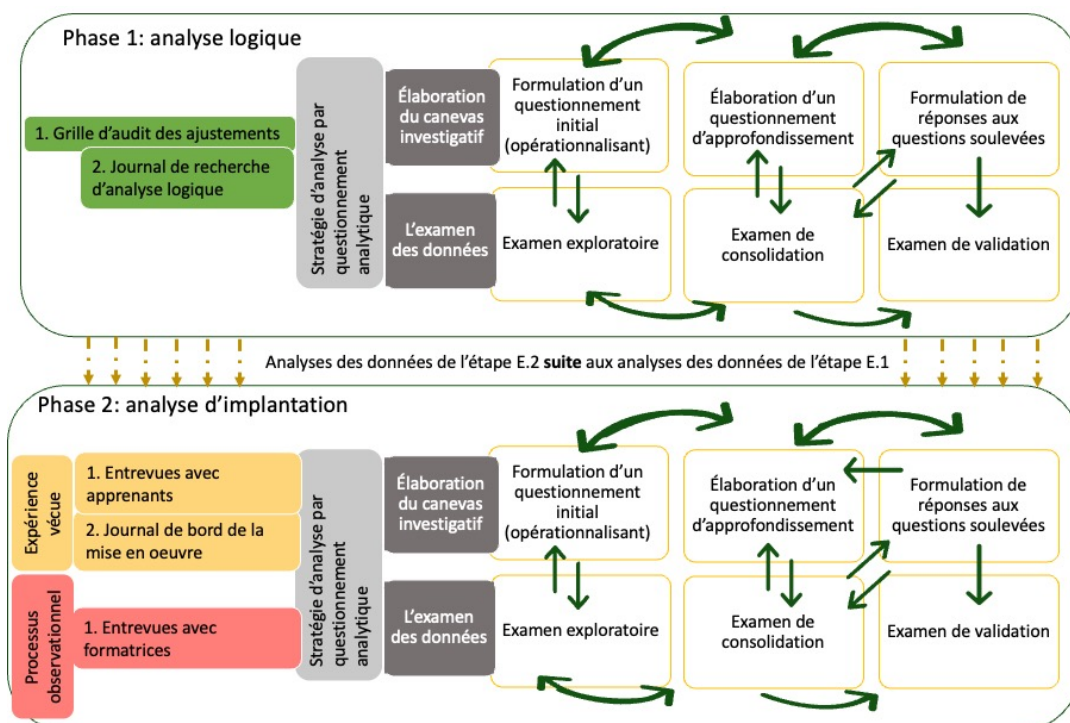 Phase 1: analyse logique
1. Grille d'audit des ajustements
2. Journal de recherche
d'analyse logique
Stratégie d'analyse par
questionnement
analytique
Élaboration
du canevas
investigatif
L'examen
des données
Formulation d'un
questionnement
initial
(opérationnalisant)
Élaboration d'un
questionnement
d'approfondissement
Formulation de
réponses aux
questions soulevées
Examen exploratoire
Examen de
consolidation
Examen de validation
Analyses des données de l'étape E.2 suite aux analyses des données de l'étape E.1
Phase 2: analyse d'implantation
Expérience
vécue
1. Entrevues avec
apprenants
2. Journal de bord de la
mise en oeuvre
Processus
observationnel
1. Entrevues avec
formatrices
Stratégie d'analyse par
questionnement
analytique
Élaboration
du canevas
investigatif
L'examen
des données
Formulation d'un
questionnement
initial
(opérationnalisant)
Élaboration d'un
questionnement
d'approfondissement
Formulation de
réponses aux
questions soulevées
Examen exploratoire
Examen de
consolidation
Examen de validation